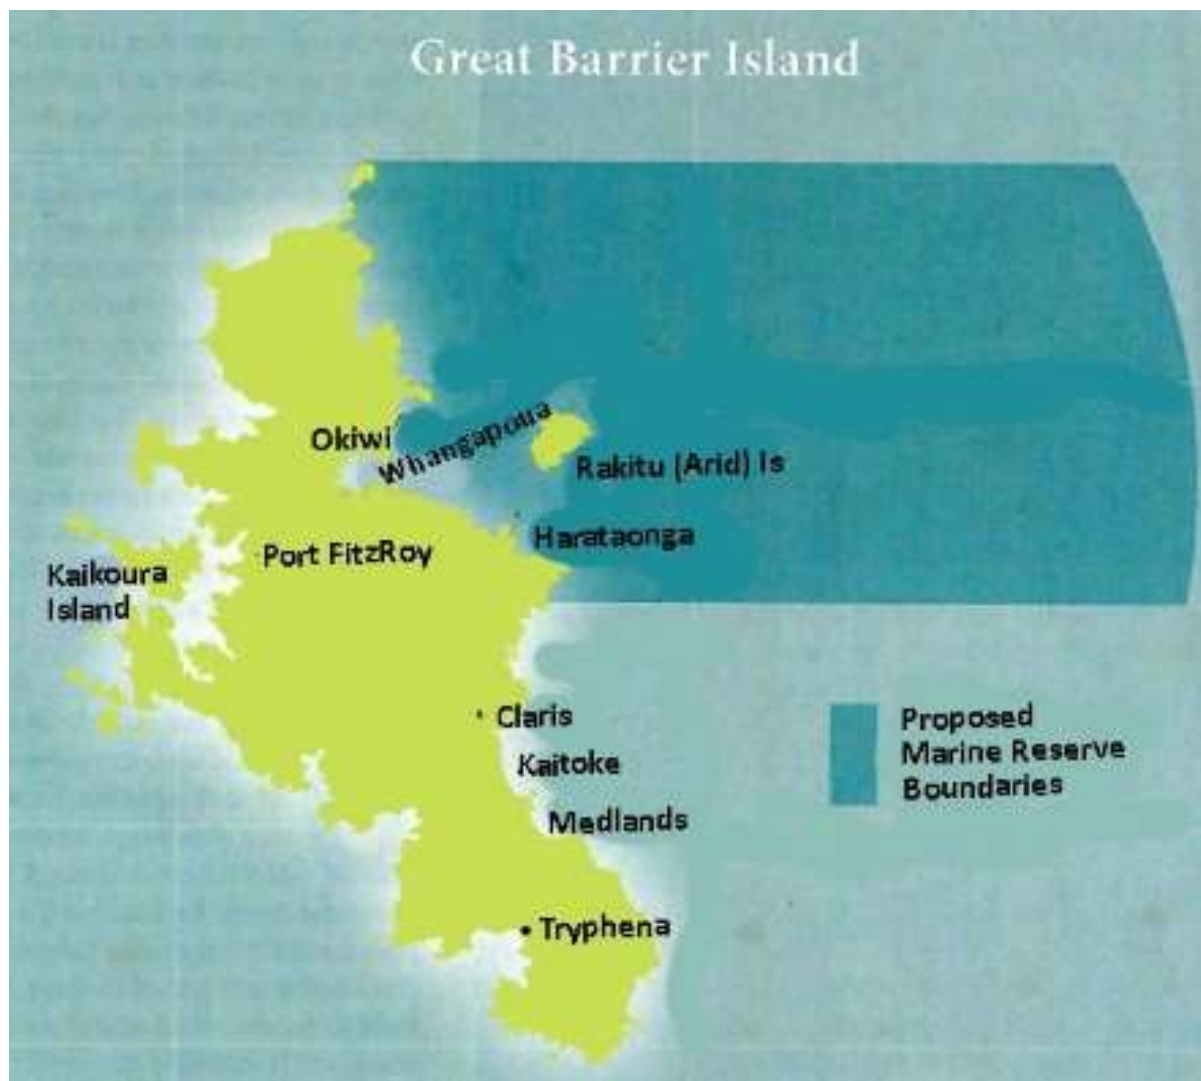 Great Barrier Island
Okiwi
Whangapoua
Rakitu (Arid) Is
Harataonga
Port FitzRoy
Kaikoura
Island
Claris
Kaitoke
Medlands
Proposed
Marine Reserve
Boundaries
Tryphena